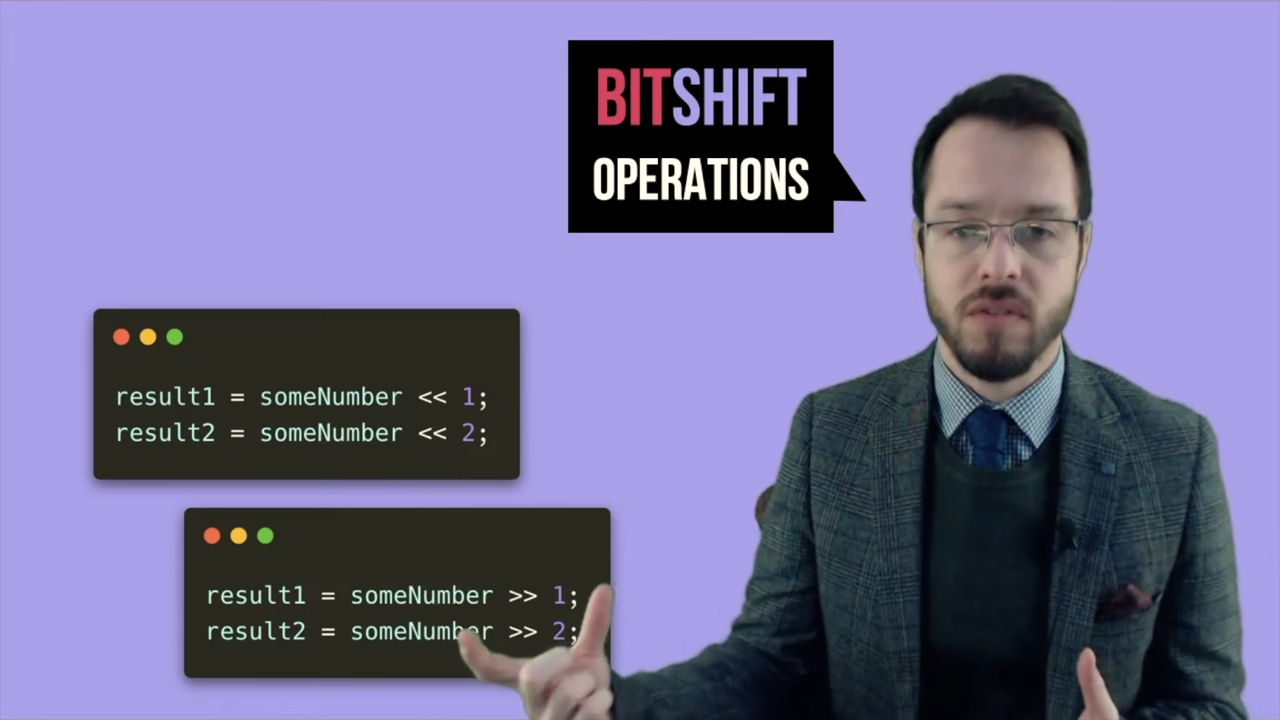 BITSHIFT
OPERATIONS
result1 = someNumber << 1;
result2 = someNumber << 2;
result1 = someNumber >> 1;
result2 = someNumber >> 2;